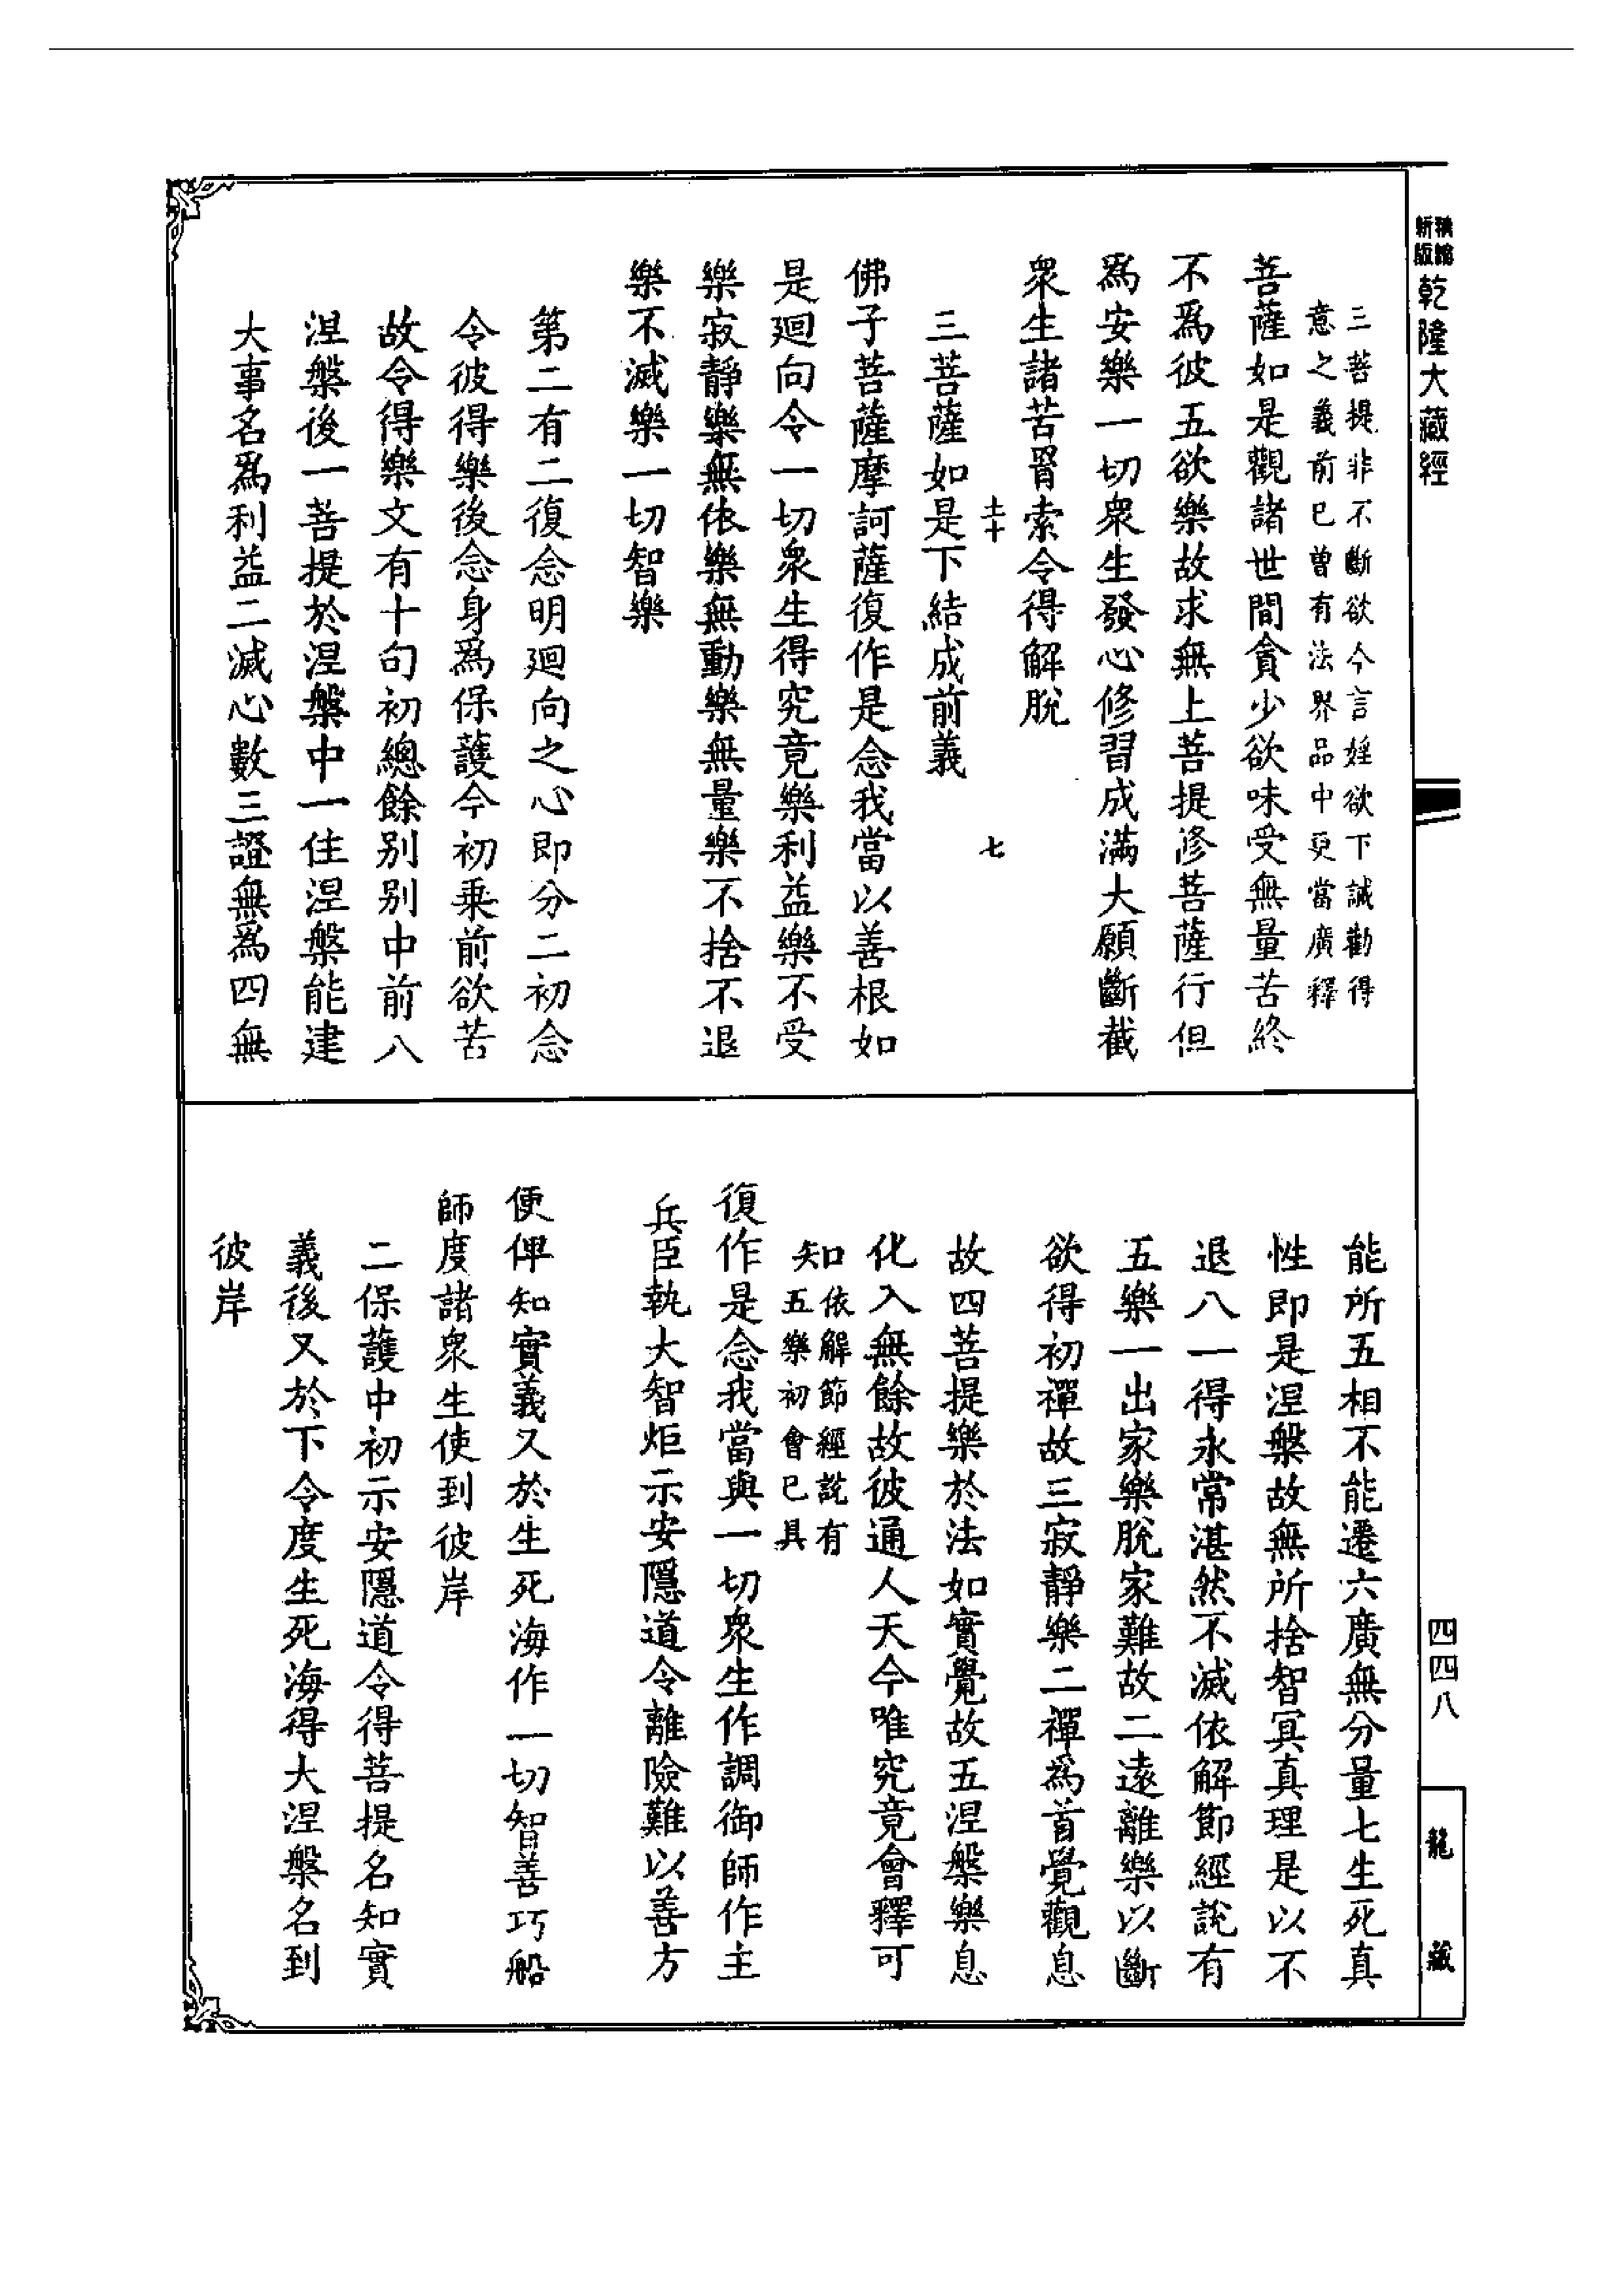 新版 精縮 乾隆大藏經
三菩提非不斷欲今言婬欲下誡勸得
意之義前已曾有法界品中更當廣釋
菩薩如是觀諸世間貪少欲味受無量苦終
不爲彼五欲樂故求無上菩提修菩薩行但
爲安樂一切衆生發心修習成滿大願斷截
衆生諸苦罥索令得解脫
七
三菩薩如是下結成前義
佛子菩薩摩訶薩復作是念我當以善根如
是迴向令一切衆生得究竟樂利益樂不受
樂寂靜樂無依樂無動樂無量樂不捨不退
樂不滅樂一切智樂
第二有二復念明迴向之心即分二初念
令彼得樂後念身爲保護今初乗前欲苦
故令得樂文有十句初總餘别别中前八
涅槃後一菩提於涅槃中一住涅槃能建
大事名爲利益二滅心數三證無爲四無
能所五相不能遷六廣無分量七生死真
性即是涅槃故無所捨智冥真理是以不
退八一得永常湛然不滅依解節經說有
五樂一出家樂脫家難故二遠離樂以斷
欲得初禪故三寂靜樂二禪爲首覺觀息
故四菩提樂於法如實覺故五涅槃樂息
化入無餘故彼通人天今唯究竟會釋可
知依解節經說有
五樂初會已具
復作是念我當與一切衆生作調御師作主
兵臣執大智炬示安隱道令離險難以善方
便俾知實義又於生死海作一切智善巧船
師度諸衆生使到彼岸
二保護中初示安隱道令得菩提名知實
義後又於下令度生死海得大涅槃名到
彼岸
四四八
龍藏